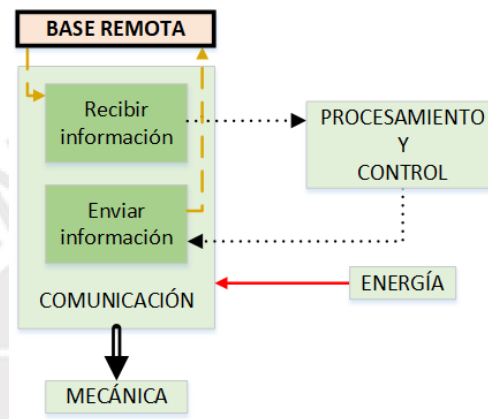 BASE REMOTA
Recibir
información
PROCESAMIENTO
Y
CONTROL
Enviar
información
ENERGÍA
COMUNICACIÓN
MECÁNICA